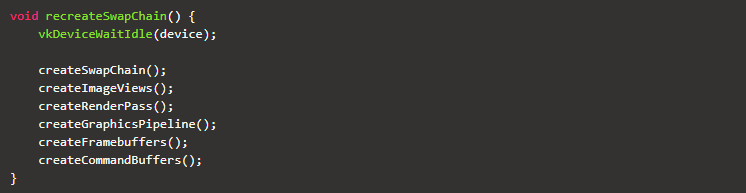 void recreateSwapChain() {
    vkDeviceWaitIdle(device);

    createSwapChain();
    createImageViews();
    createRenderPass();
    createGraphicsPipeline();
    createFramebuffers();
    createCommandBuffers();
}